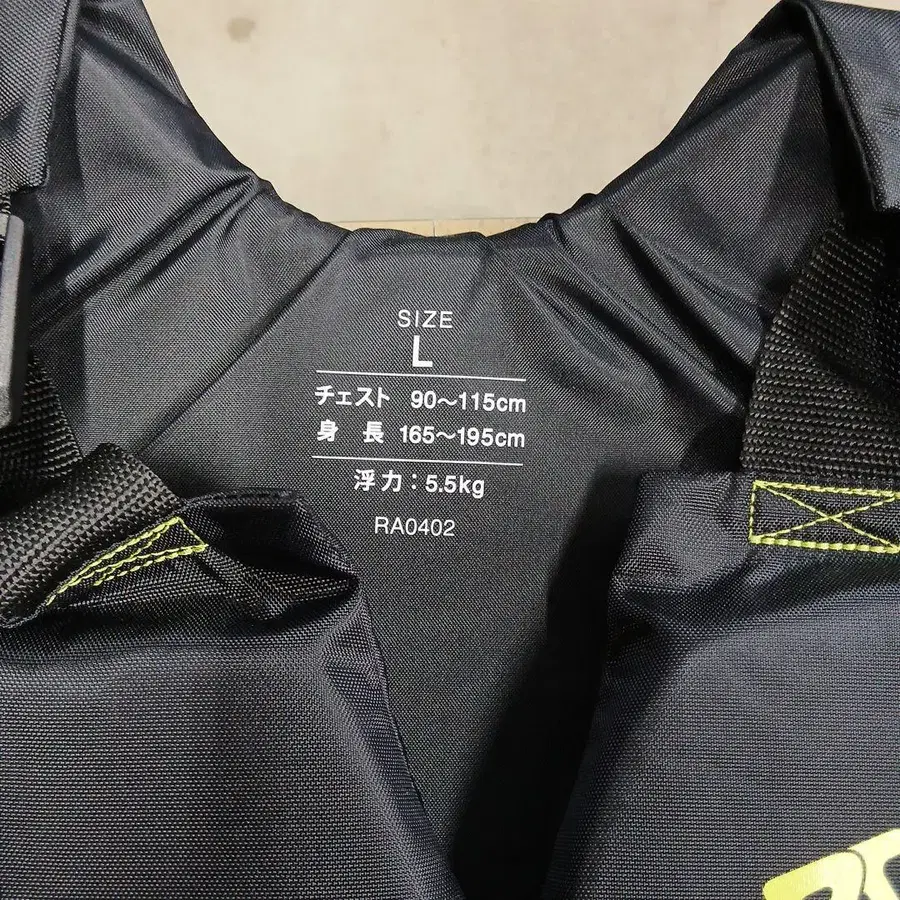 SIZE
L
チェスト 90〜115cm
身長 165〜195cm
浮力：5.5kg
RA0402